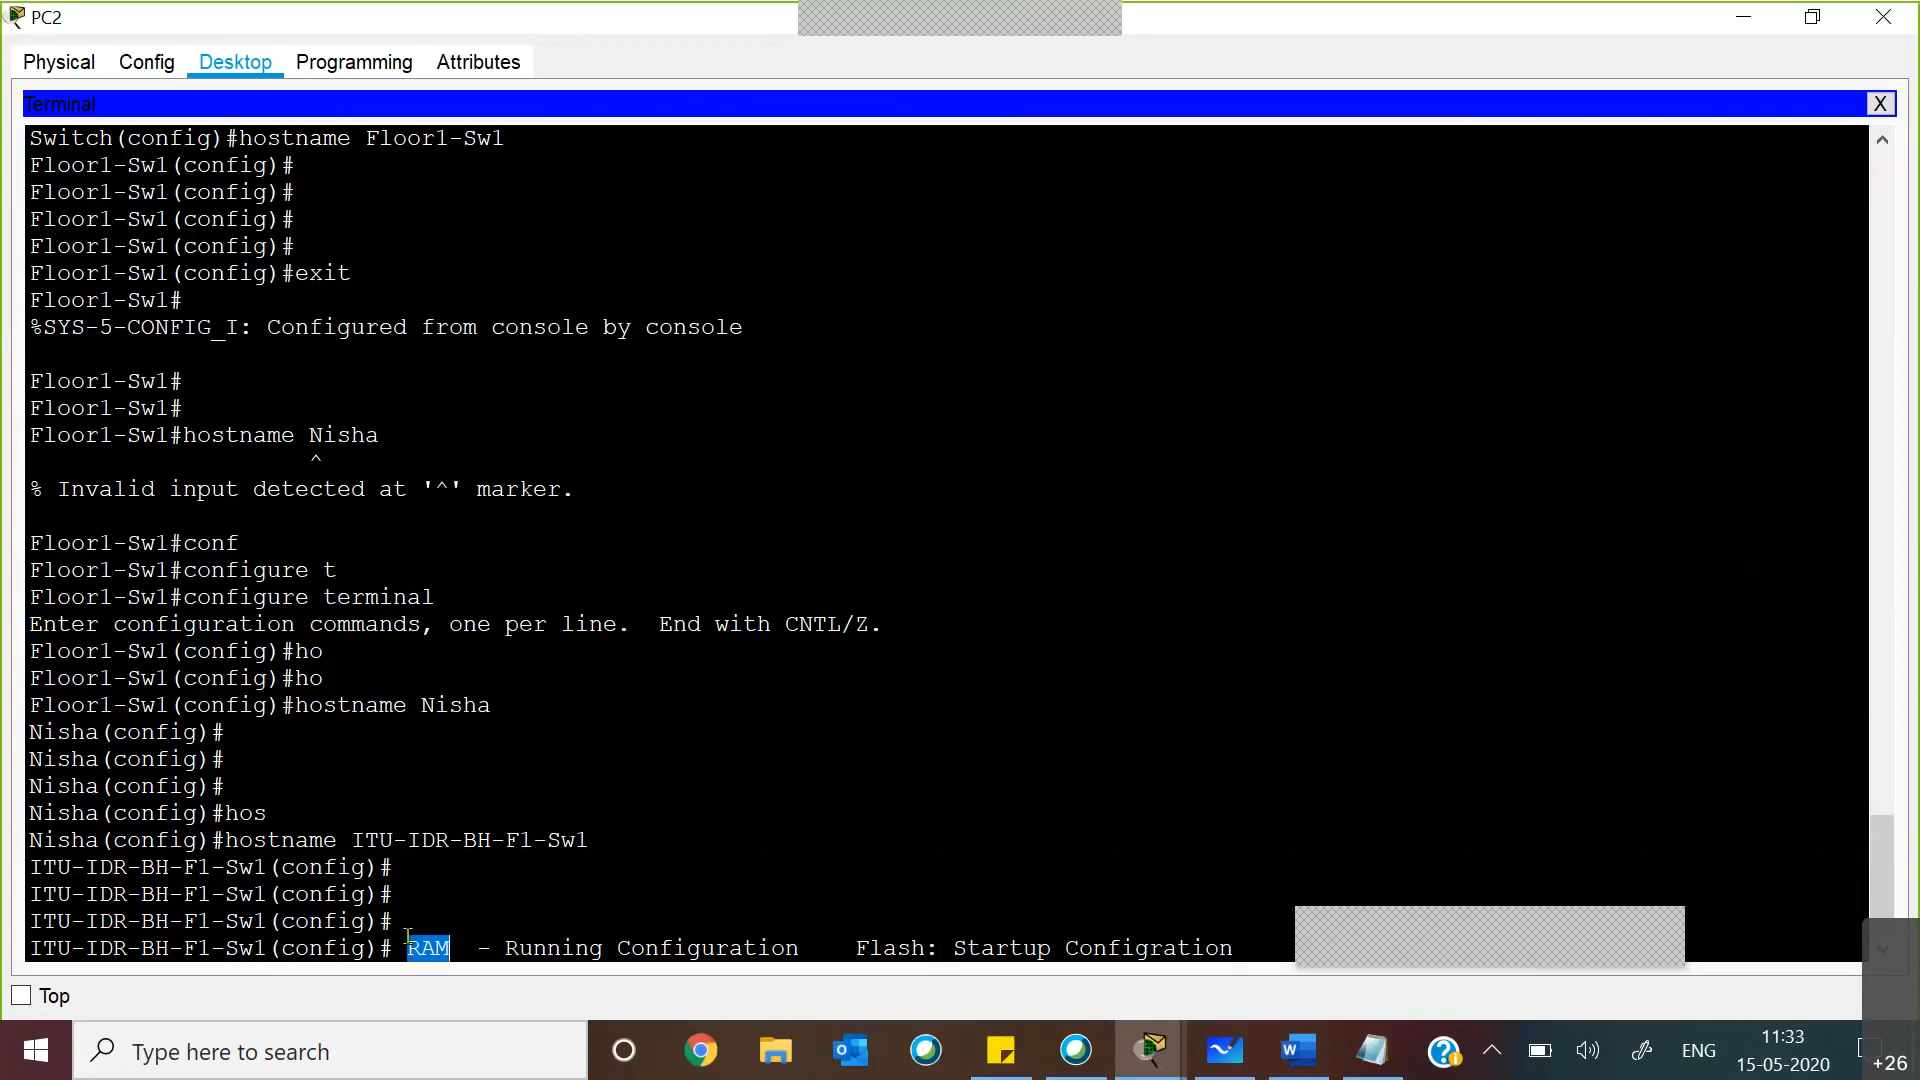 PC2
Physical Config Desktop Programming Attributes
Terminal X
Switch(config)#hostname Floor1-Sw1
Floor1-Sw1(config)#
Floor1-Sw1(config)#
Floor1-Sw1(config)#
Floor1-Sw1(config)#
Floor1-Sw1(config)#exit
Floor1-Sw1#
%SYS-5-CONFIG_I: Configured from console by console
Floor1-Sw1#
Floor1-Sw1#
Floor1-Sw1#hostname Nisha
^
% Invalid input detected at '^' marker.
Floor1-Sw1#conf
Floor1-Sw1#configure t
Floor1-Sw1#configure terminal
Enter configuration commands, one per line.  End with CNTL/Z.
Floor1-Sw1(config)#ho
Floor1-Sw1(config)#ho
Floor1-Sw1(config)#hostname Nisha
Nisha(config)#
Nisha(config)#
Nisha(config)#
Nisha(config)#hos
Nisha(config)#hostname ITU-IDR-BH-F1-Sw1
ITU-IDR-BH-F1-Sw1(config)#
ITU-IDR-BH-F1-Sw1(config)#
ITU-IDR-BH-F1-Sw1(config)#
ITU-IDR-BH-F1-Sw1(config)# RAM  - Running Configuration    Flash: Startup Configration
Top
Type here to search
ENG
11:33
15-05-2020
+26